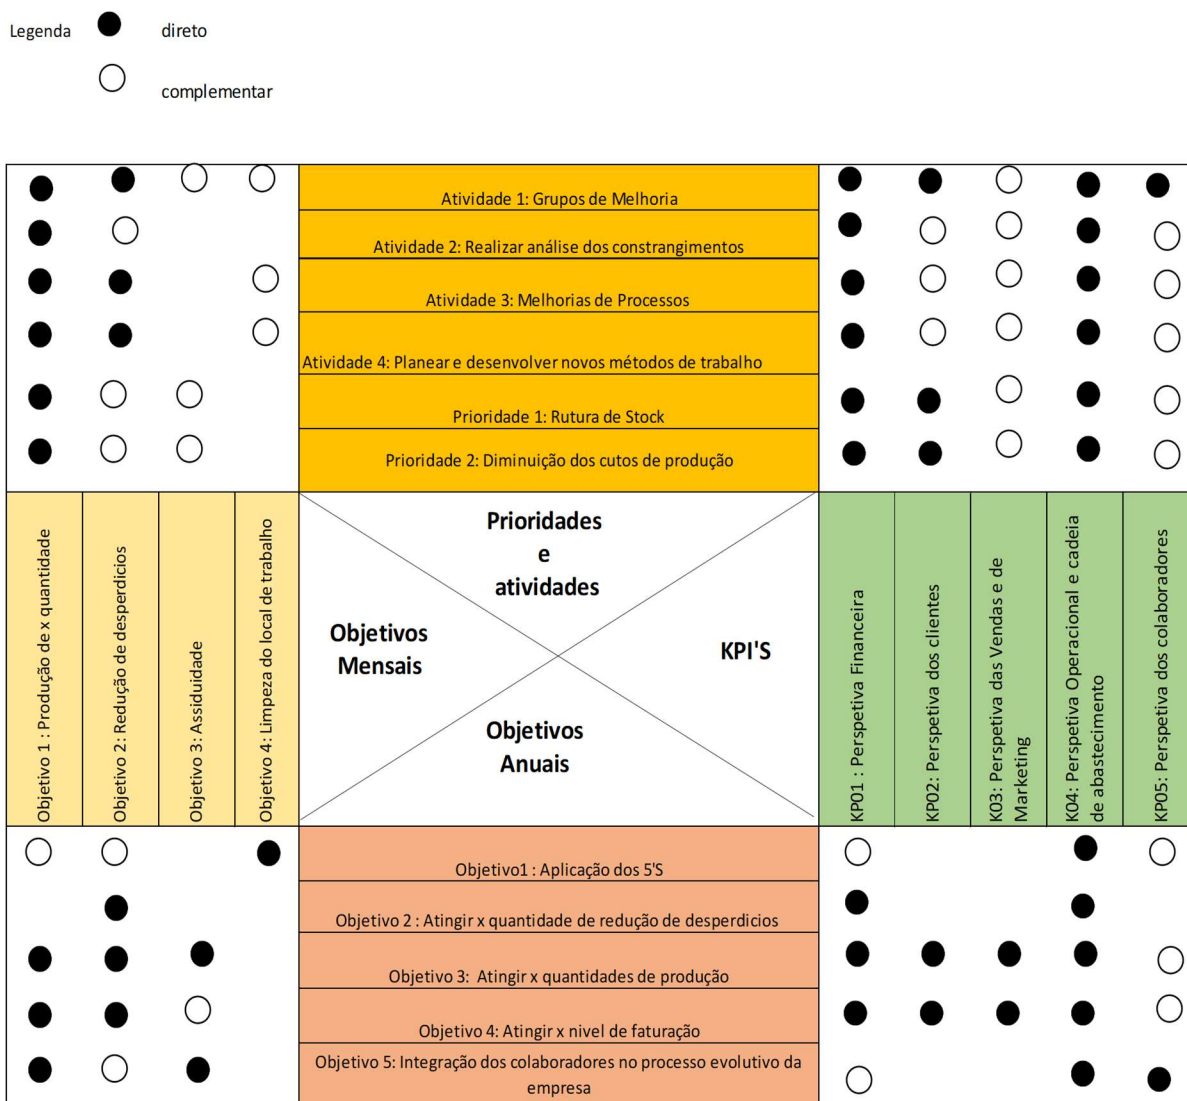 Legenda
direto
complementar
Atividade 1: Grupos de Melhoria
Atividade 2: Realizar análise dos constrangimentos
Atividade 3: Melhorias de Processos
Atividade 4: Planear e desenvolver novos métodos de trabalho
Prioridade 1: Rutura de Stock
Prioridade 2: Diminuição dos cutos de produção
Objetivo 1 : Produção de x quantidade
Objetivo 2: Redução de desperdicios
Objetivo 3: Assiduidade
Objetivo 4: Limpeza do local de trabalho
Prioridades
e
atividades
Objetivos
Mensais
KPI'S
Objetivos
Anuais
KP01 : Perspetiva Financeira
KP02: Perspetiva dos clientes
K03: Perspetiva das Vendas e de
Marketing
K04: Perspetiva Operacional e cadeia
de abastecimento
KP05: Perspetiva dos colaboradores
Objetivo1 : Aplicação dos 5'S
Objetivo 2 : Atingir x quantidade de redução de desperdicios
Objetivo 3: Atingir x quantidades de produção
Objetivo 4: Atingir x nivel de faturação
Objetivo 5: Integração dos colaboradores no processo evolutivo da
empresa